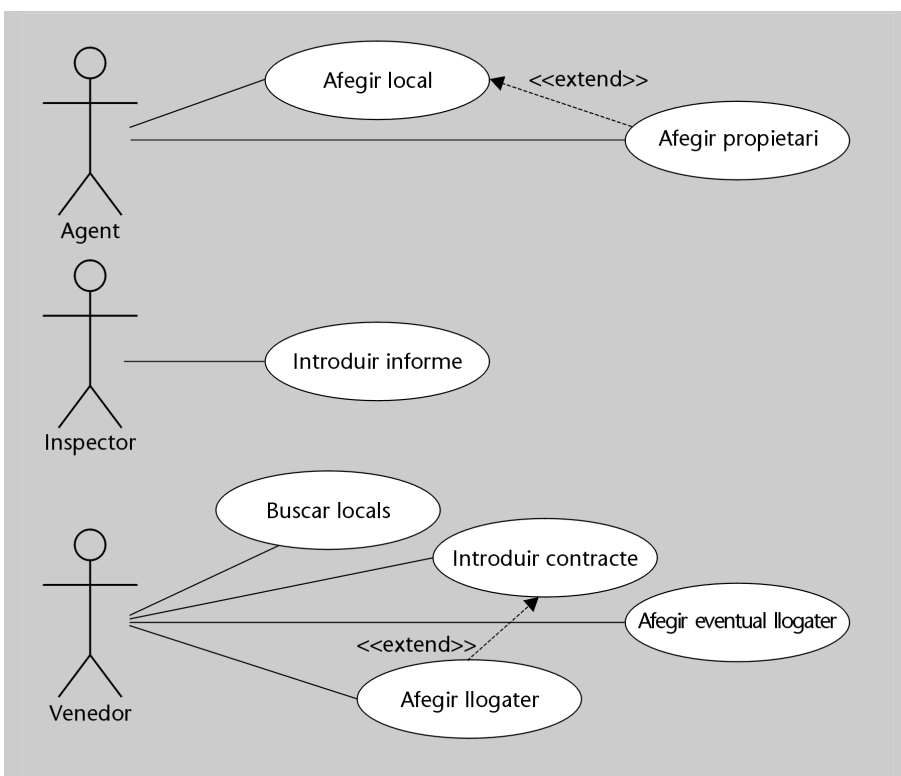 Afegir local
<<extend>>
Afegir propietari
Agent
Introduir informe
Inspector
Buscar locals
Introduir contracte
Afegir eventual llogater
<<extend>>
Afegir llogater
Venedor